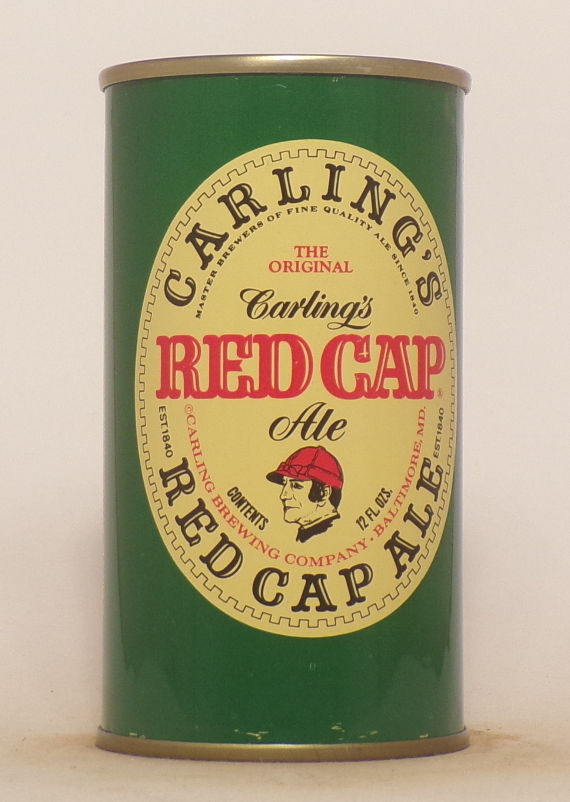 CARLING'S
MASTER BREWERS OF FINE QUALITY ALE SINCE 1840
THE
ORIGINAL
Carling's
RED CAP®
Ale
EST. 1840
EST. 1840
©CARLING BREWING COMPANY • BALTIMORE, MD.
CONTENTS
12 FL. OZS.
RED CAP ALE